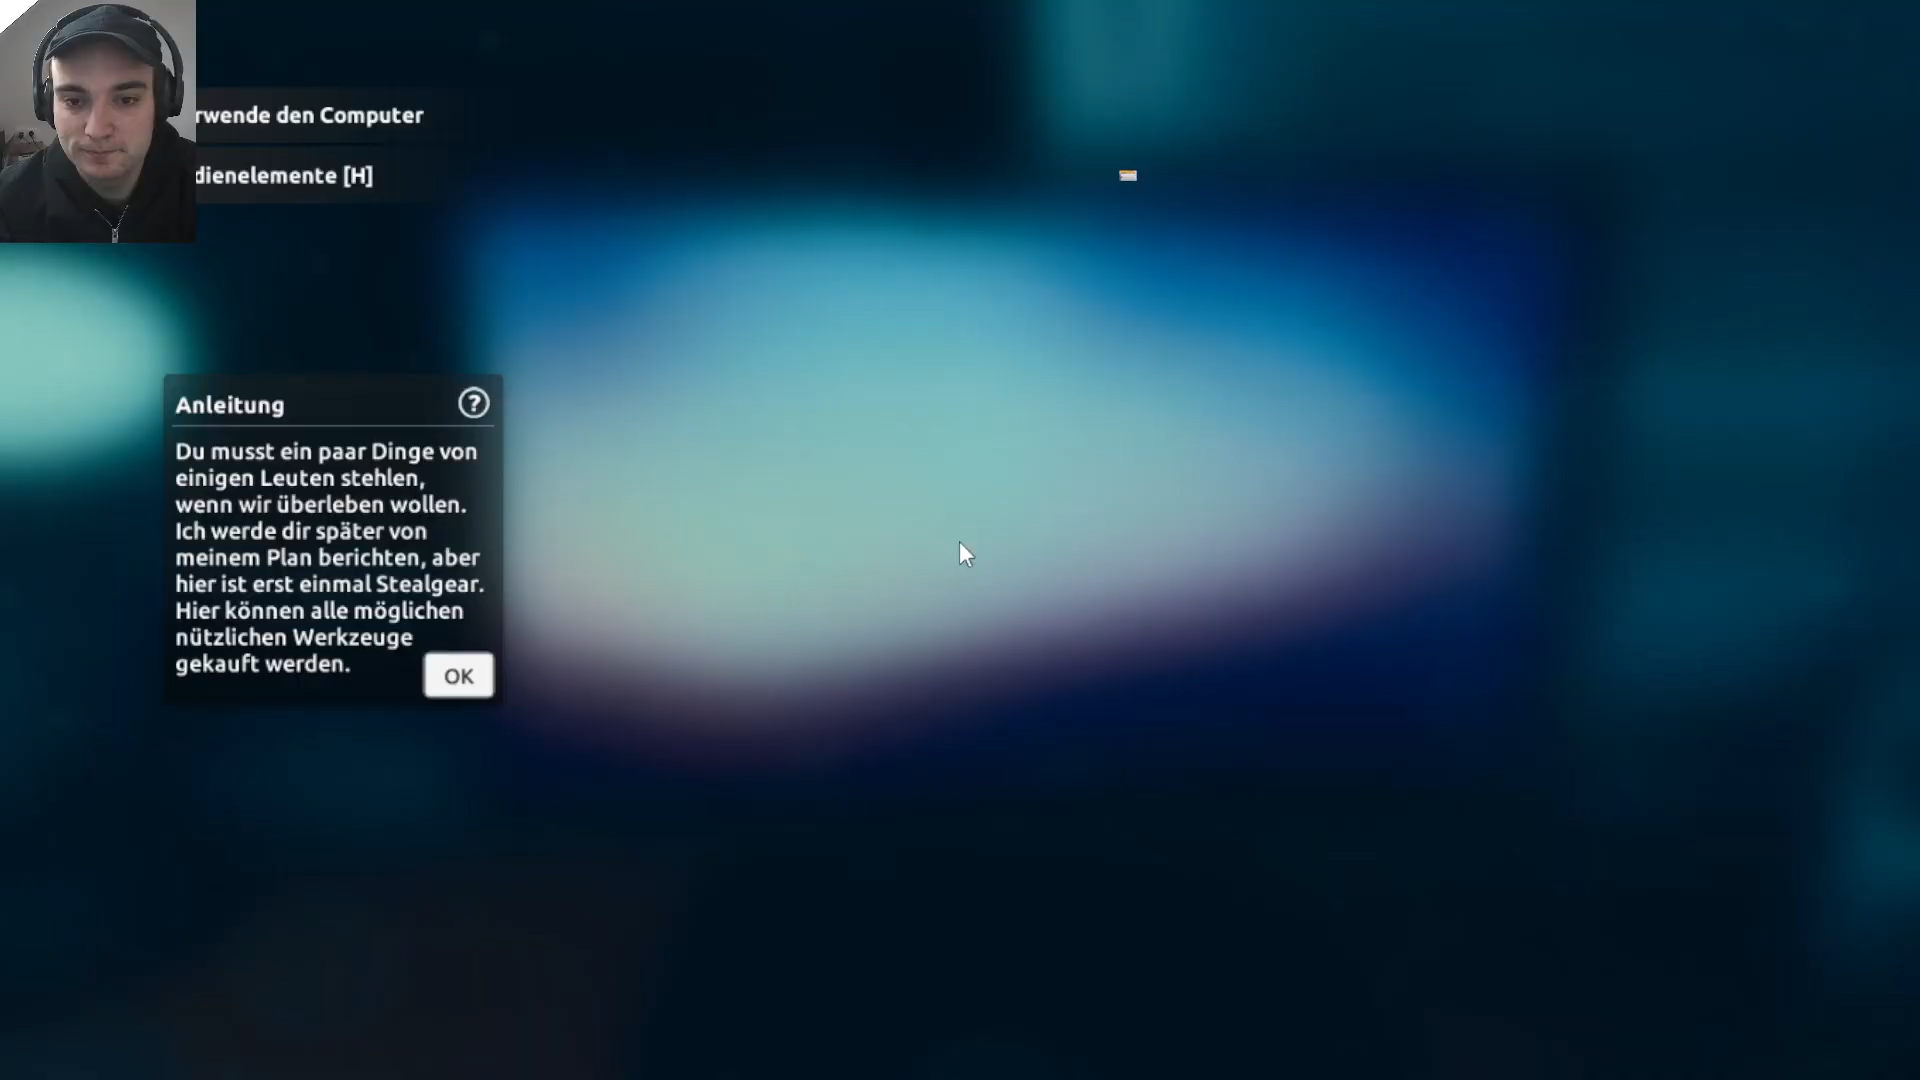 rwende den Computer
dienelemente [H]
Anleitung
?
Du musst ein paar Dinge von
einigen Leuten stehlen,
wenn wir überleben wollen.
Ich werde dir später von
meinem Plan berichten, aber
hier ist erst einmal Stealgear.
Hier können alle möglichen
nützlichen Werkzeuge
gekauft werden.
OK